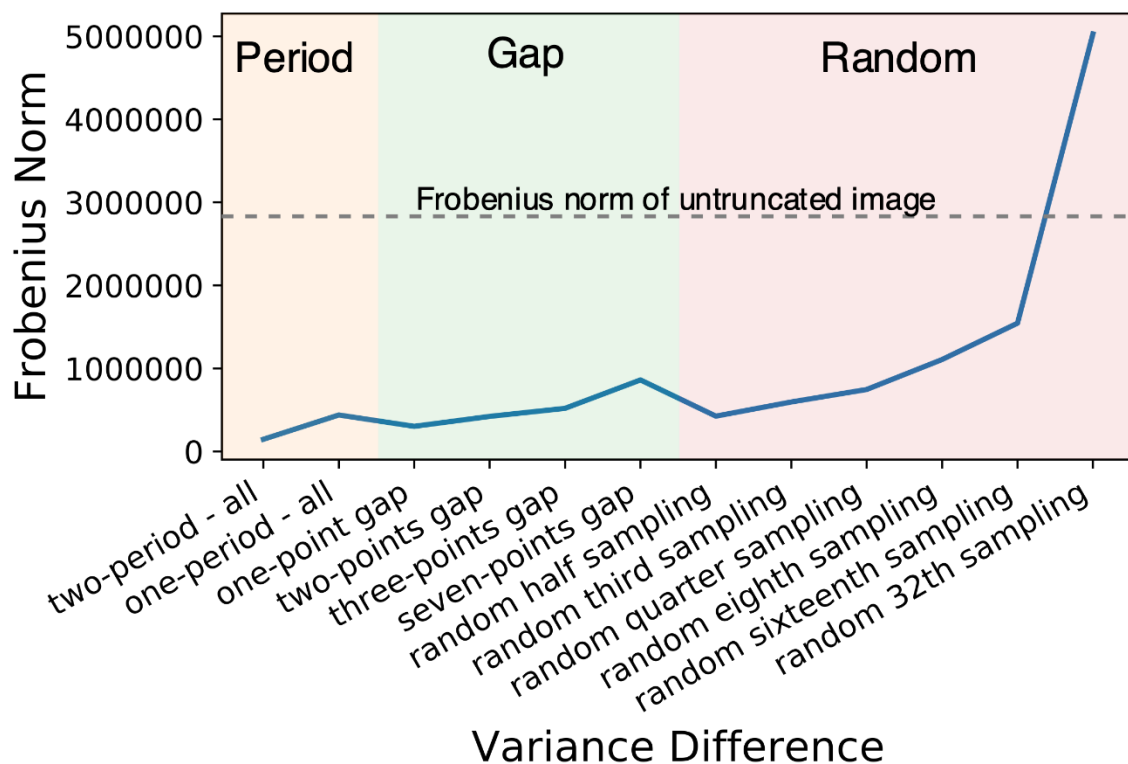 Period Gap Random
Frobenius norm of untruncated image
Frobenius Norm
5000000
4000000
3000000
2000000
1000000
0
two-period - all
one-period - all
one-point gap
two-points gap
three-points gap
seven-points gap
random half sampling
random third sampling
random quarter sampling
random eighth sampling
random sixteenth sampling
random 32th sampling
Variance Difference